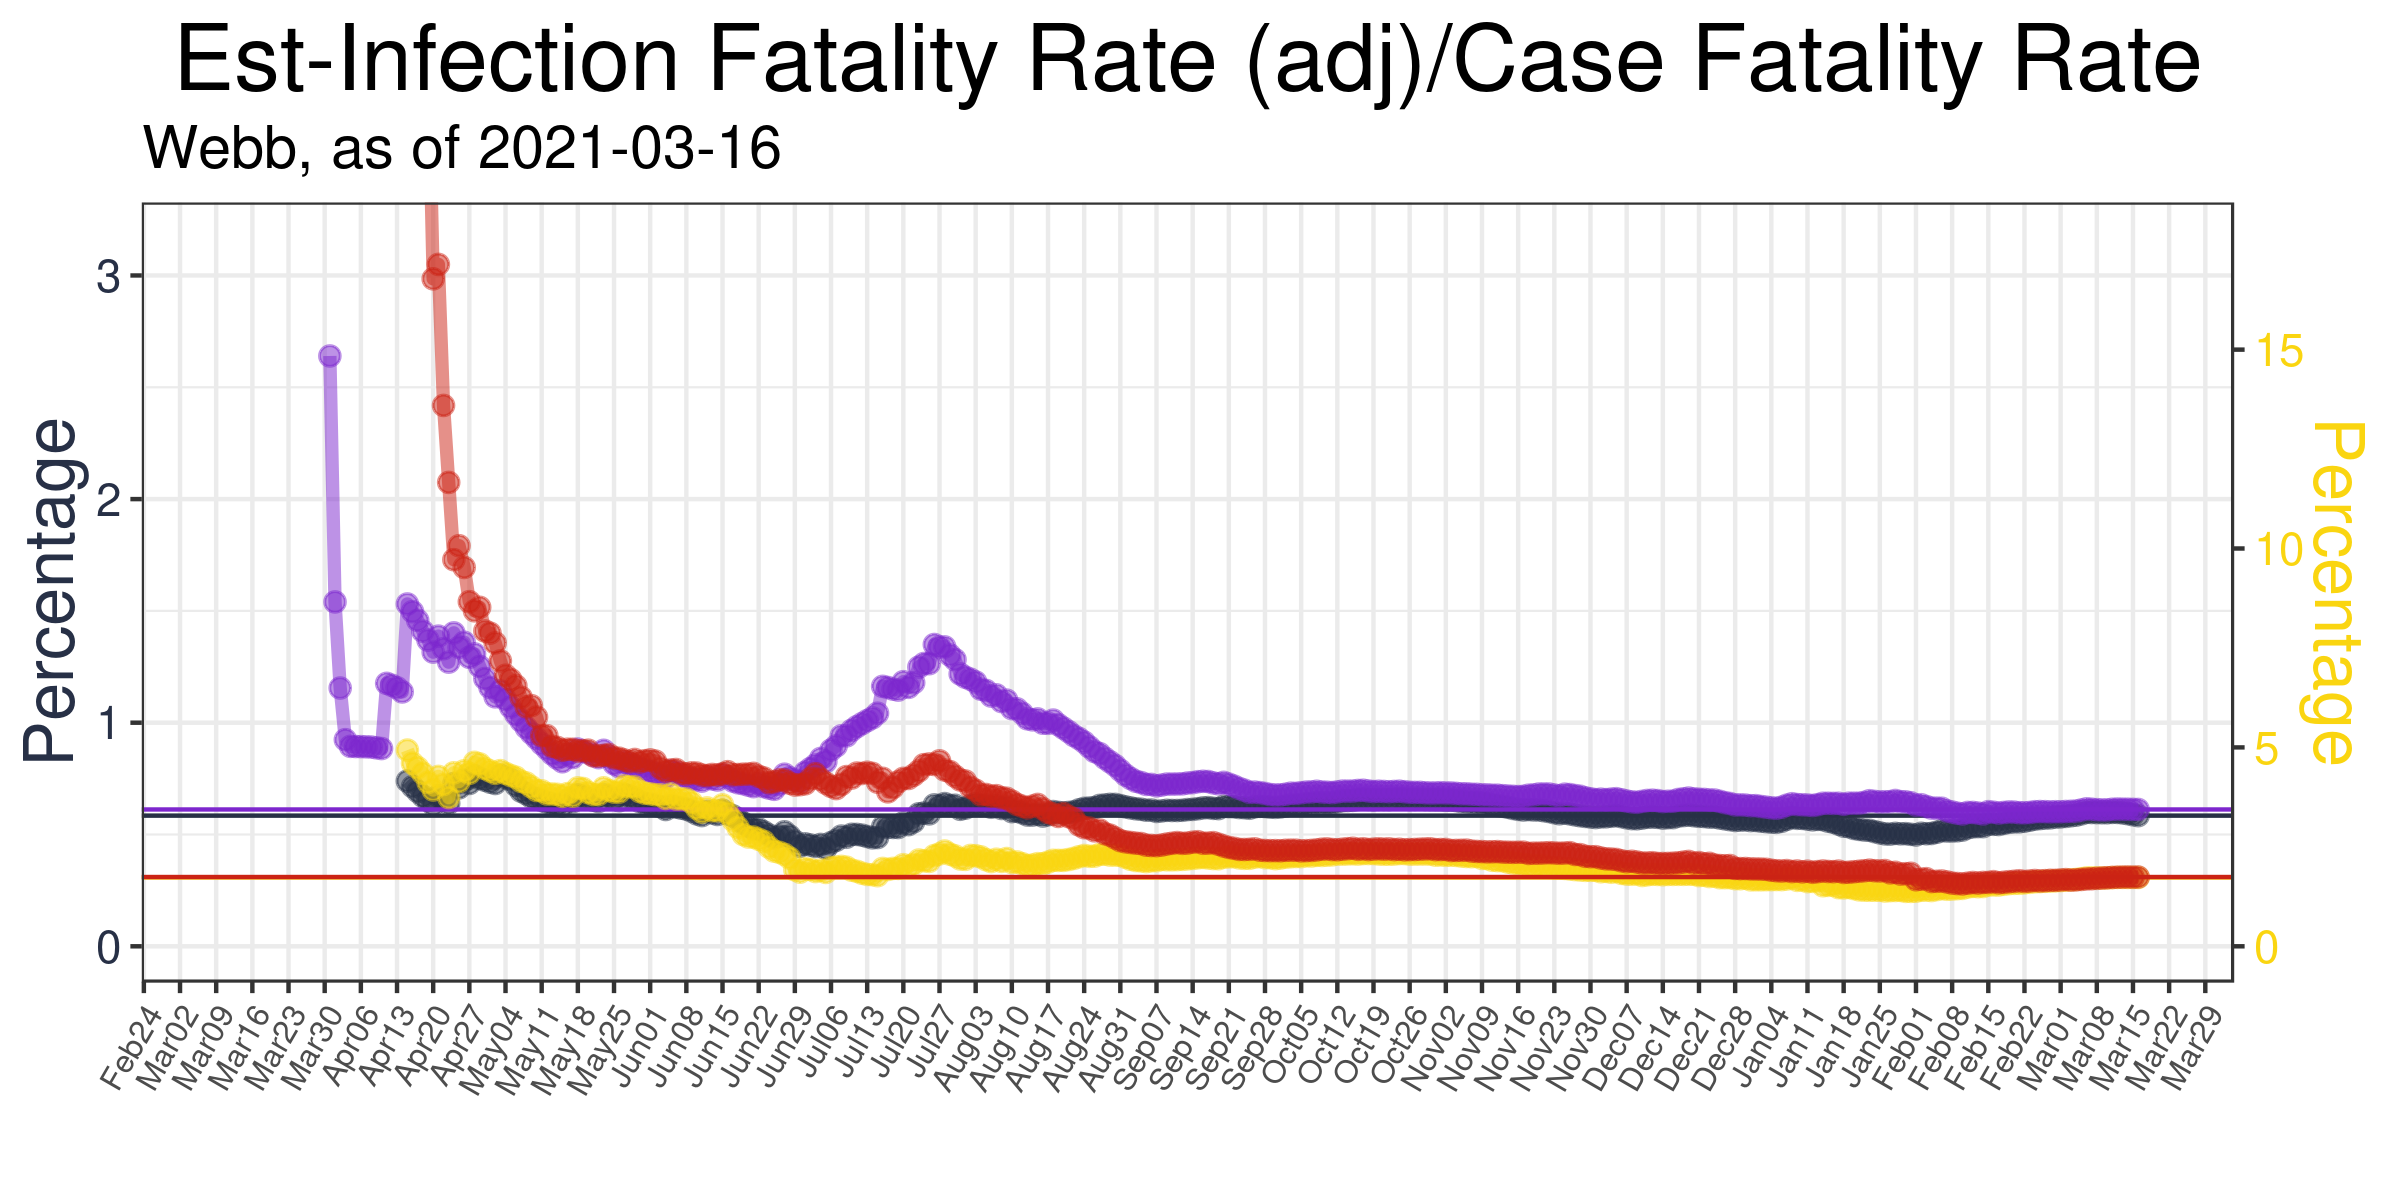 Est-Infection Fatality Rate (adj)/Case Fatality Rate
Webb, as of 2021-03-16
Percentage
3
2
1
0
15
10
5
0
Percentage
Feb24
Mar02
Mar09
Mar16
Mar23
Mar30
Apr06
Apr13
Apr20
Apr27
May04
May11
May18
May25
Jun01
Jun08
Jun15
Jun22
Jun29
Jul06
Jul13
Jul20
Jul27
Aug03
Aug10
Aug17
Aug24
Aug31
Sep07
Sep14
Sep21
Sep28
Oct05
Oct12
Oct19
Oct26
Nov02
Nov09
Nov16
Nov23
Nov30
Dec07
Dec14
Dec21
Dec28
Jan04
Jan11
Jan18
Jan25
Feb01
Feb08
Feb15
Feb22
Mar01
Mar08
Mar15
Mar22
Mar29